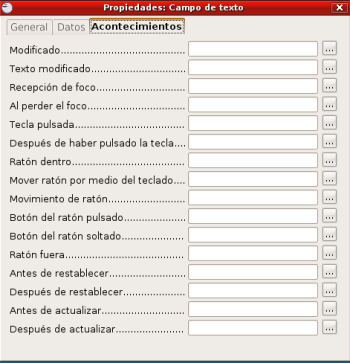 Propiedades: Campo de texto
General Datos Acontecimientos
Modificado......................... ...
Texto modificado......................... ...
Recepción de foco......................... ...
Al perder el foco......................... ...
Tecla pulsada......................... ...
Después de haber pulsado la tecla.... ...
Ratón dentro......................... ...
Mover ratón por medio del teclado.... ...
Movimiento de ratón......................... ...
Botón del ratón pulsado.................... ...
Botón del ratón soltado.................... ...
Ratón fuera......................... ...
Antes de restablecer....................... ...
Después de restablecer.................... ...
Antes de actualizar......................... ...
Después de actualizar...................... ...